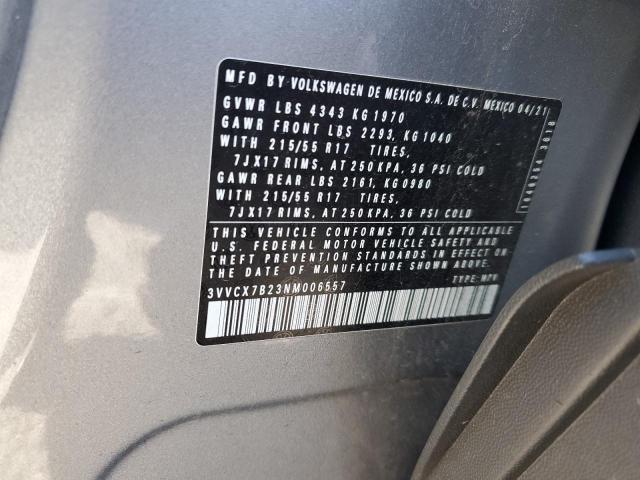 MFD BY VOLKSWAGEN DE MEXICO S.A. DE C.V. MEXICO 04/21
GVWR LBS 4343 KG 1970
GAWR FRONT LBS 2293, KG 1040
WITH 215/55 R17 TIRES,
7JX17 RIMS, AT 250 KPA, 36 PSI COLD
GAWR REAR LBS 2161, KG 0980
WITH 215/55 R17 TIRES,
7JX17 RIMS, AT 250 KPA, 36 PSI COLD
THIS VEHICLE CONFORMS TO ALL APPLICABLE
U.S. FEDERAL MOTOR VEHICLE SAFETY AND
THEFT PREVENTION STANDARDS IN EFFECT ON
THE DATE OF MANUFACTURE SHOWN ABOVE.
3VVCX7B23NM006557 TYPE: MPV